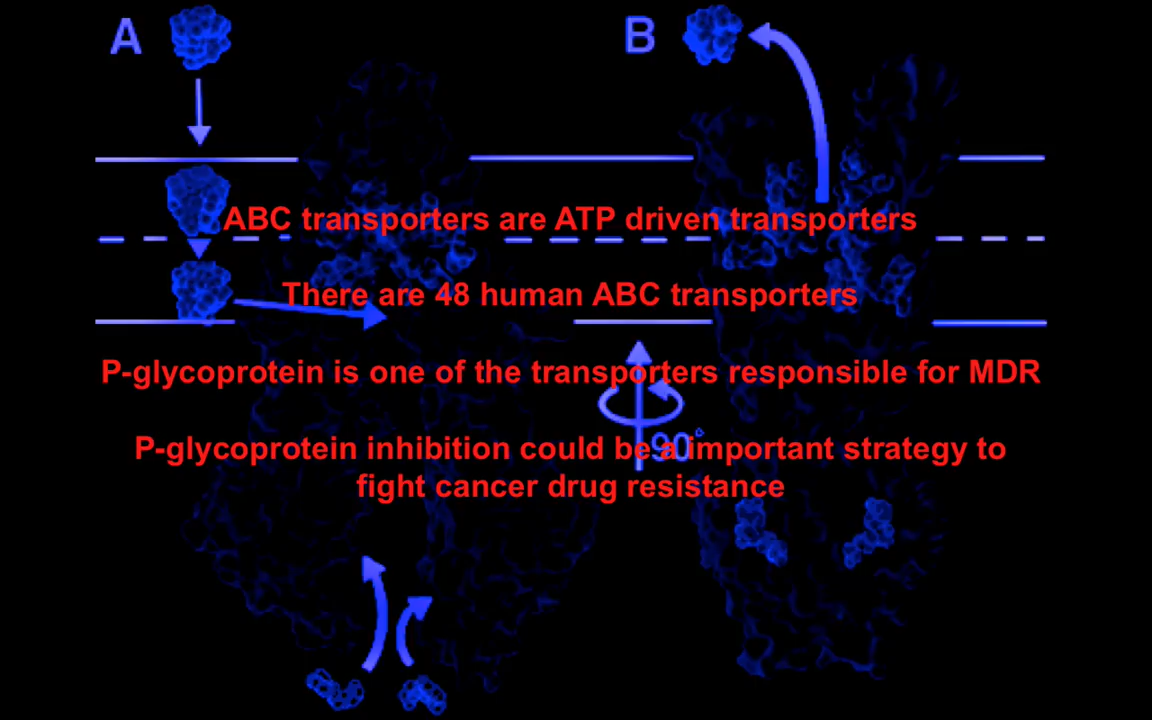 A
B
ABC transporters are ATP driven transporters
There are 48 human ABC transporters
P-glycoprotein is one of the transporters responsible for MDR
90°
P-glycoprotein inhibition could be a important strategy to
fight cancer drug resistance